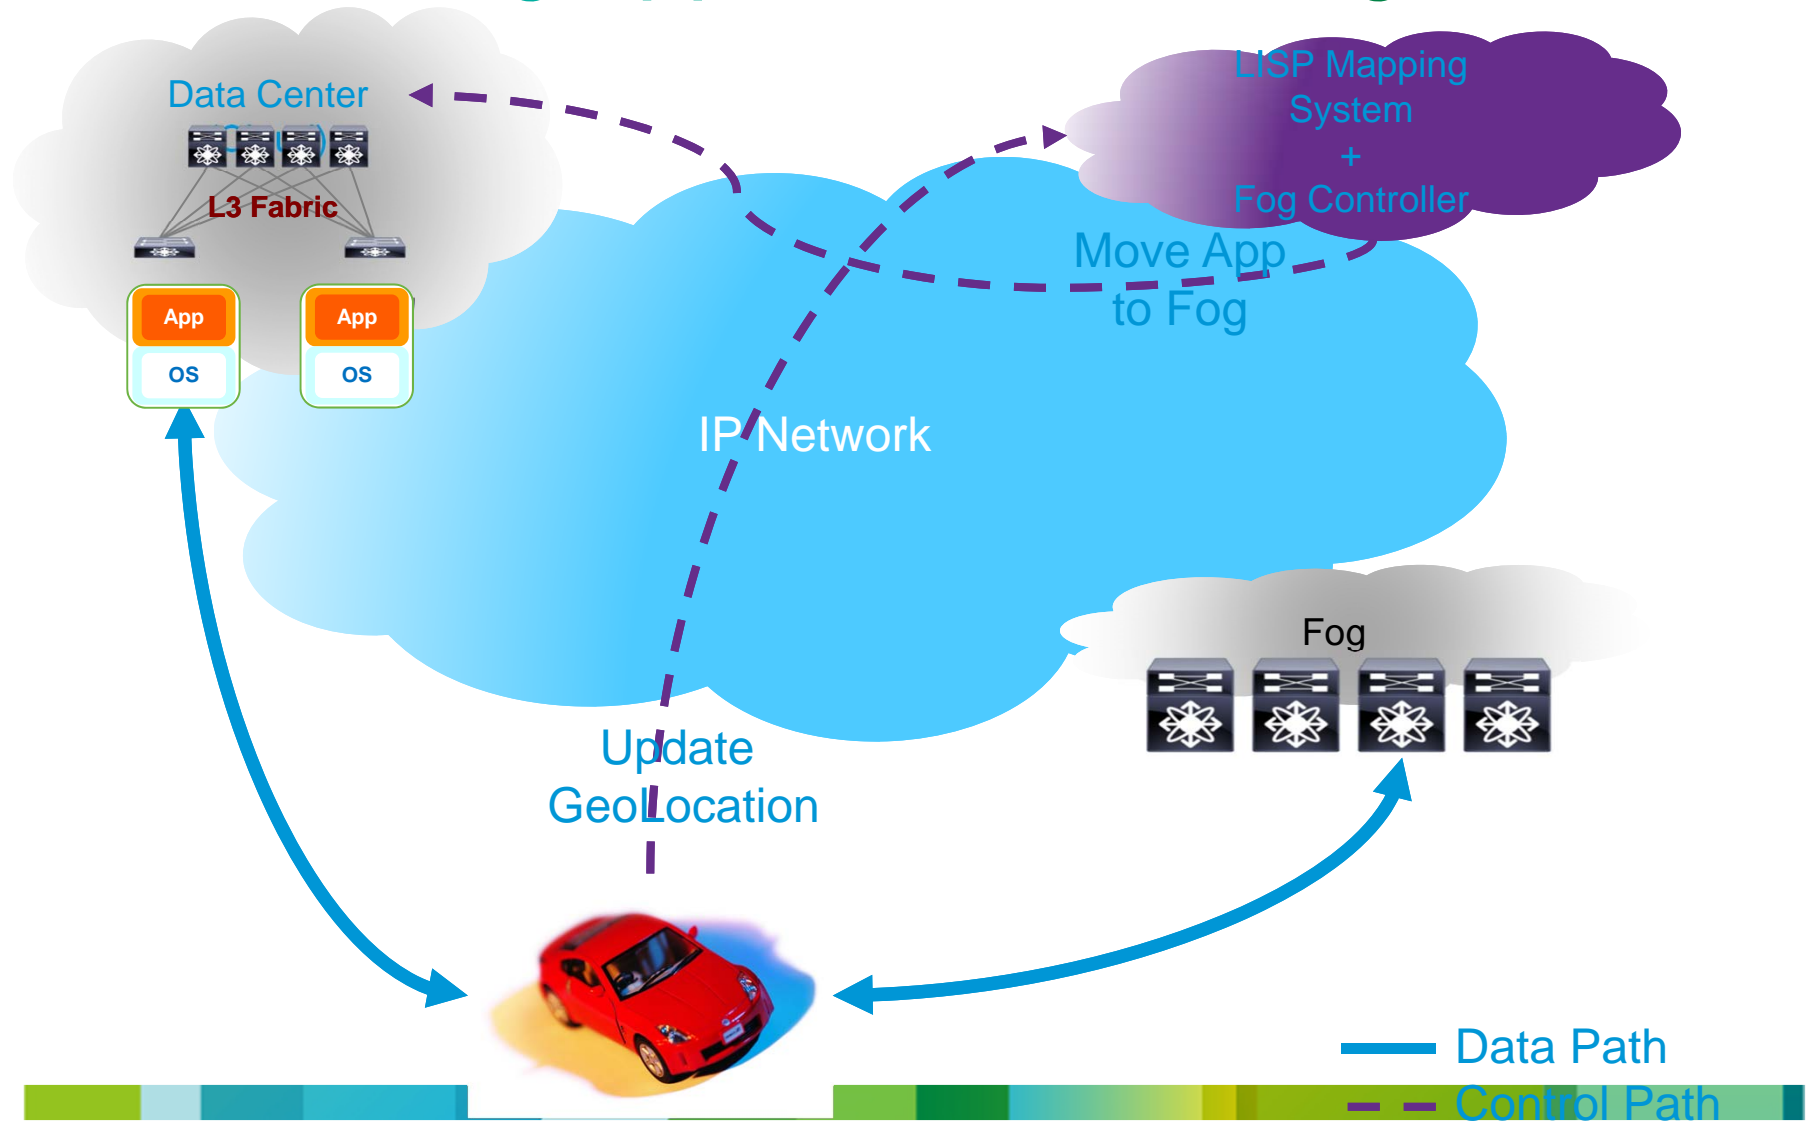 Data Center
L3 Fabric
App
App
OS
OS
LISP Mapping
System
+
Fog Controller
Move App
to Fog
IP Network
Fog
Update
GeoLocation
Data Path
Control Path